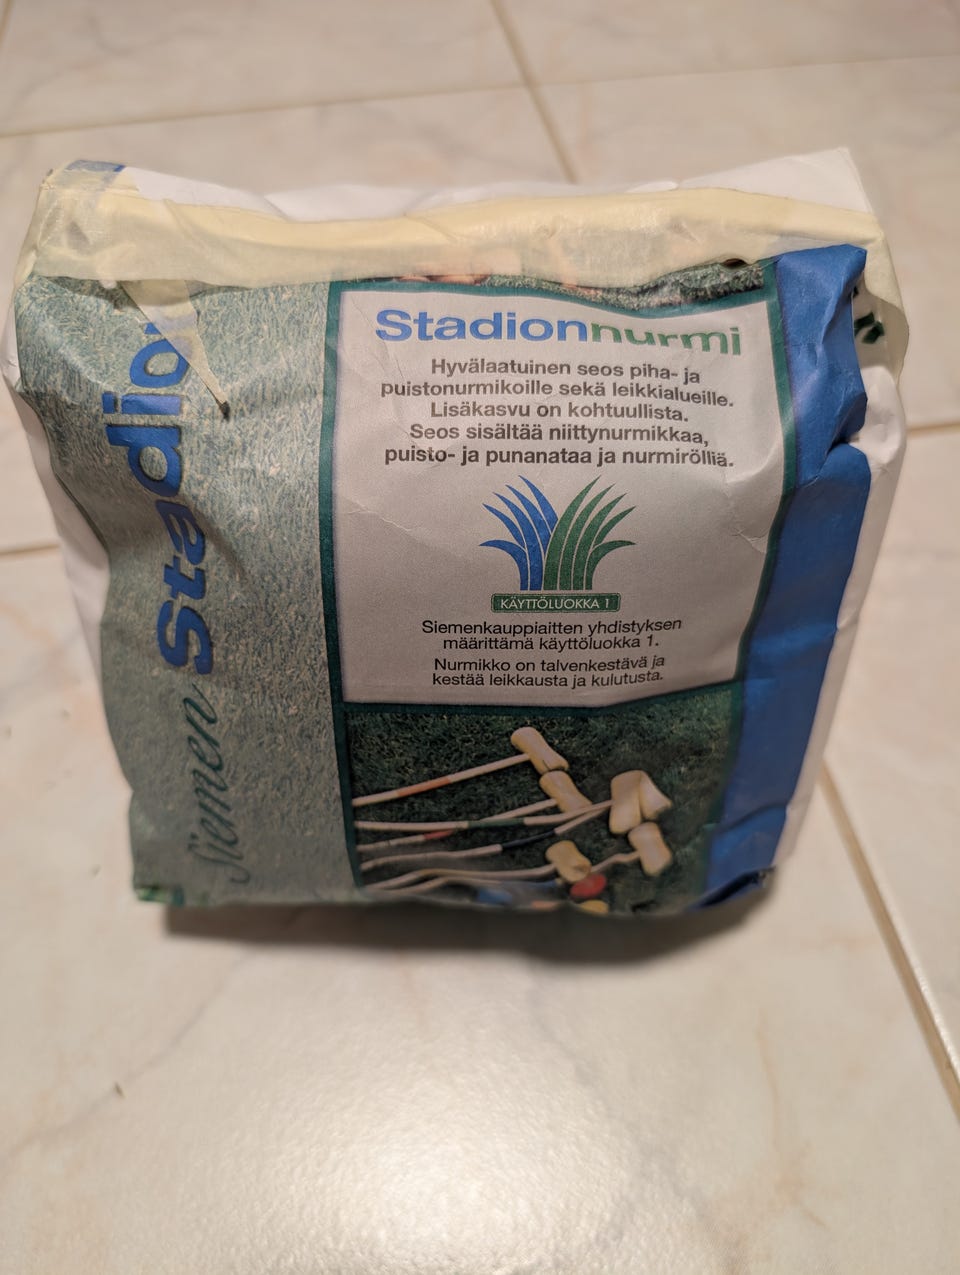 Siemen Stadio
Stadionnurmi
Hyvälaatuinen seos piha- ja
puistonurmikoille sekä leikkialueille.
Lisäkasvu on kohtuullista.
Seos sisältää niittynurmikkaa,
puisto- ja punanataa ja nurmirölliä.
KÄYTTÖLUOKKA 1
Siemenkauppiaitten yhdistyksen
määrittämä käyttöluokka 1.
Nurmikko on talvenkestävä ja
kestää leikkausta ja kulutusta.